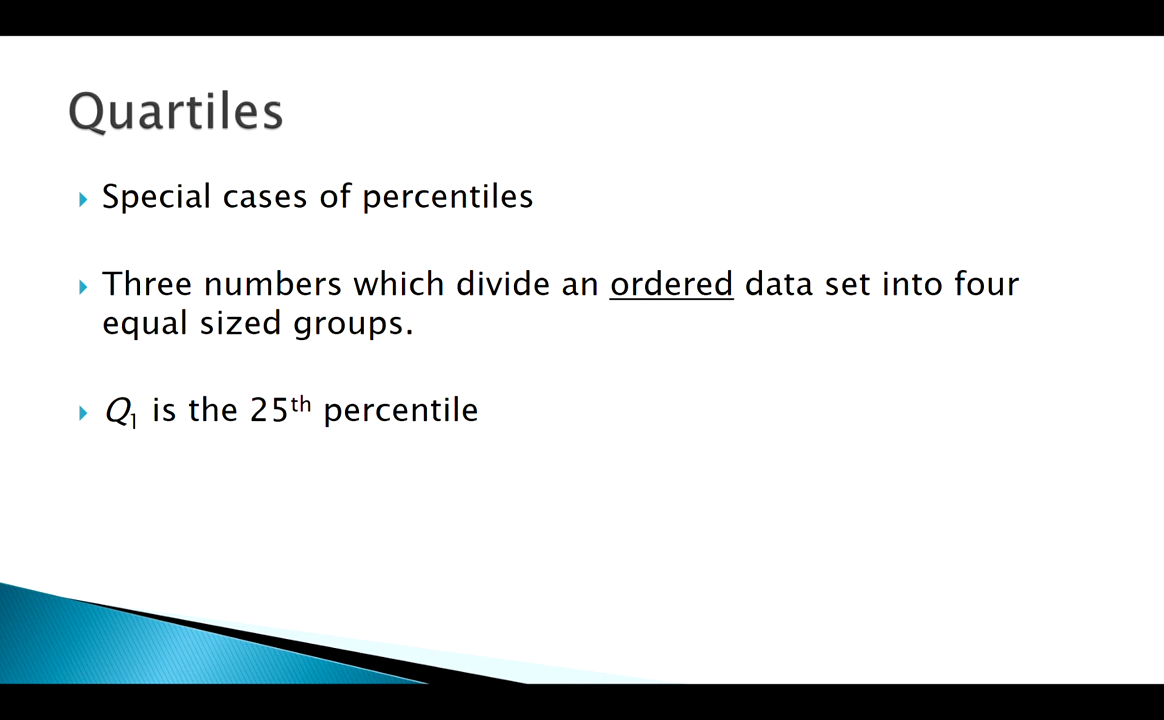 Quartiles
Special cases of percentiles
Three numbers which divide an ordered data set into four
equal sized groups.
Q₁ is the 25ᵗʰ percentile